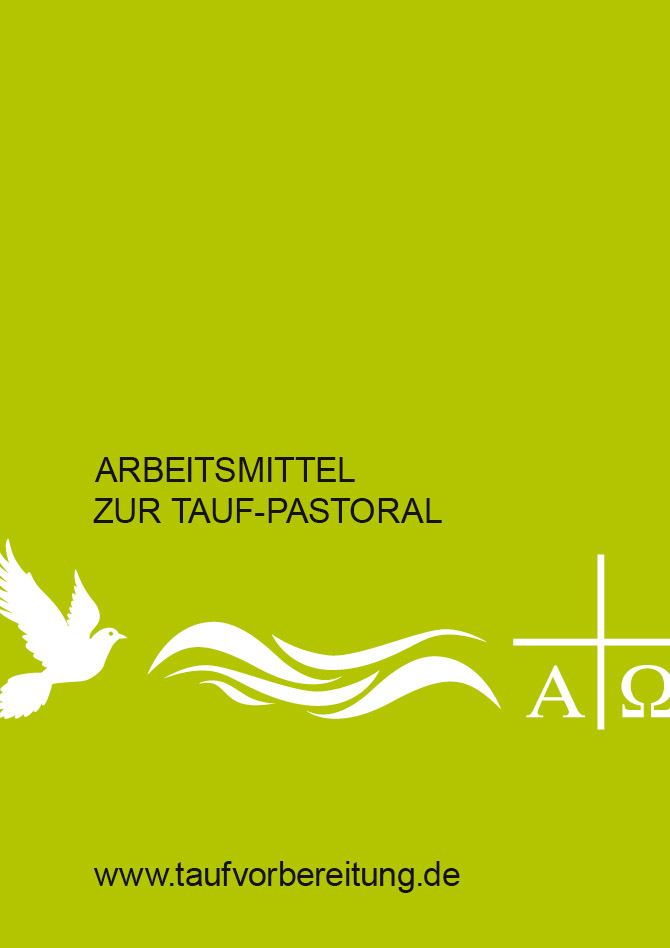 ARBEITSMITTEL
ZUR TAUF-PASTORAL
Α Ω
www.taufvorbereitung.de